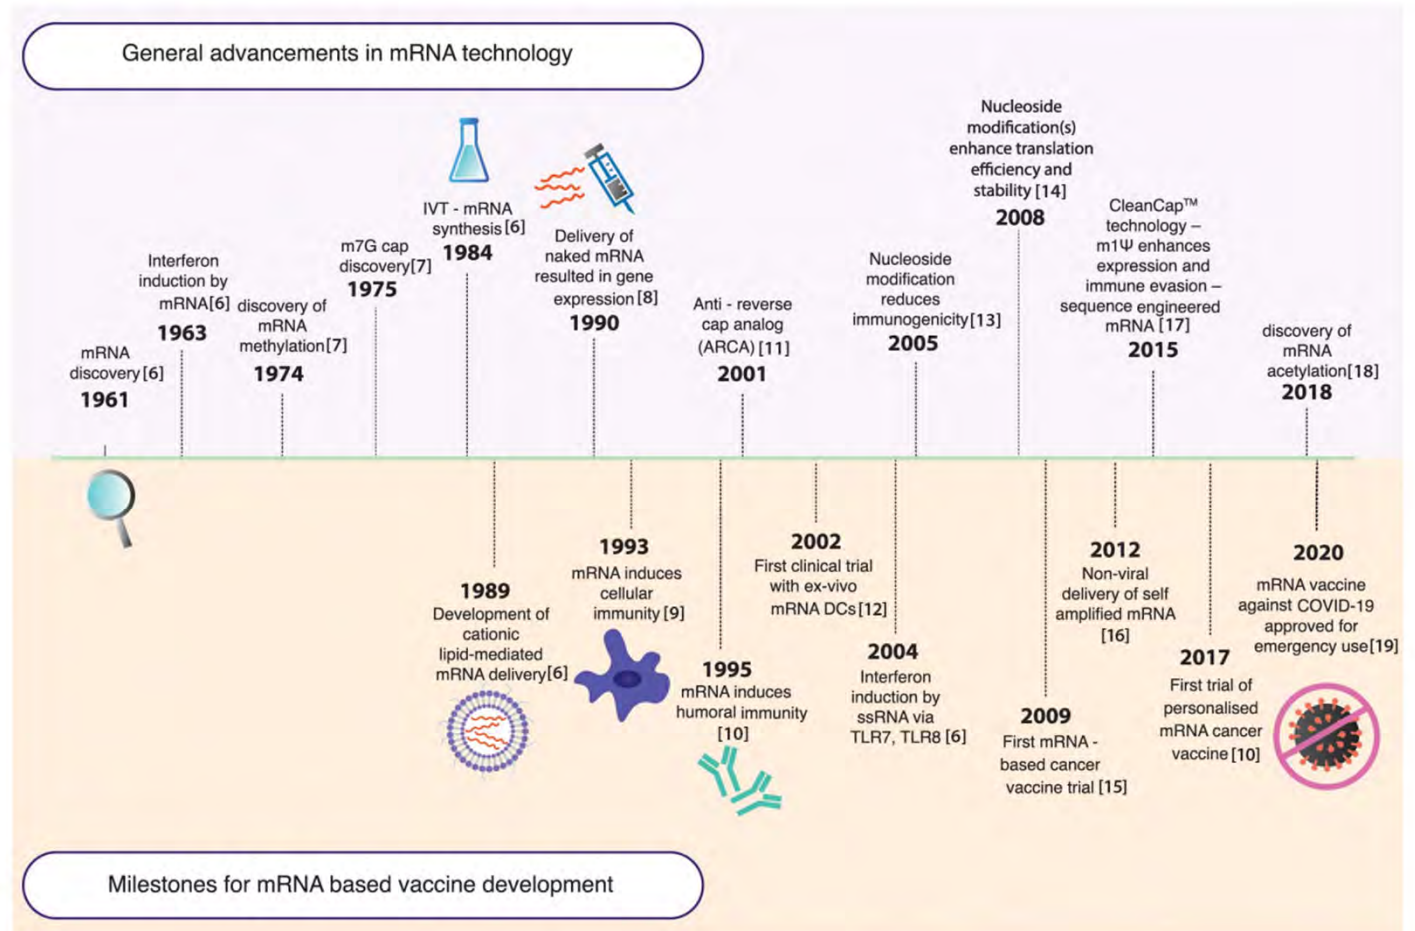 General advancements in mRNA technology
mRNA
discovery[6]
1961
Interferon
induction by
mRNA[6]
1963
discovery of
mRNA
methylation[7]
1974
m7G cap
discovery[7]
1975
IVT - mRNA
synthesis[6]
1984
Delivery of
naked mRNA
resulted in gene
expression [8]
1990
Anti - reverse
cap analog
(ARCA) [11]
2001
Nucleoside
modification
reduces
immunogenicity[13]
2005
Nucleoside
modification(s)
enhance translation
efficiency and
stability [14]
2008
CleanCap™
technology –
m1Ψ enhances
expression and
immune evasion –
sequence engineered
mRNA [17]
2015
discovery of
mRNA
acetylation[18]
2018
1989
Development of
cationic
lipid-mediated
mRNA delivery[6]
1993
mRNA induces
cellular
immunity [9]
1995
mRNA induces
humoral immunity
[10]
2002
First clinical trial
with ex-vivo
mRNA DCs[12]
2004
Interferon
induction by
ssRNA via
TLR7, TLR8 [6]
2009
First mRNA -
based cancer
vaccine trial [15]
2012
Non-viral
delivery of self
amplified mRNA
[16]
2017
First trial of
personalised
mRNA cancer
vaccine [10]
2020
mRNA vaccine
against COVID-19
approved for
emergency use[19]
Milestones for mRNA based vaccine development